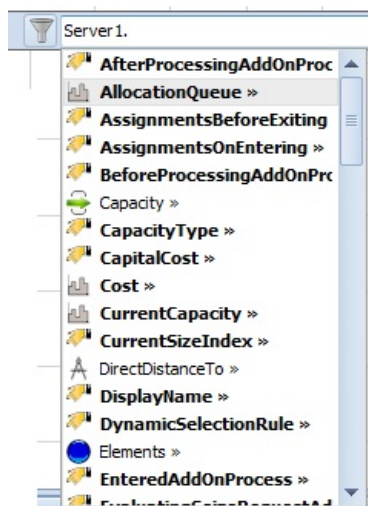 Server1.
AfterProcessingAddOnProc
AllocationQueue »
AssignmentsBeforeExiting
AssignmentsOnEntering »
BeforeProcessingAddOnPro
Capacity »
CapacityType »
CapitalCost »
Cost »
CurrentCapacity »
CurrentSizeIndex »
DirectDistanceTo »
DisplayName »
DynamicSelectionRule »
Elements »
EnteredAddOnProcess »